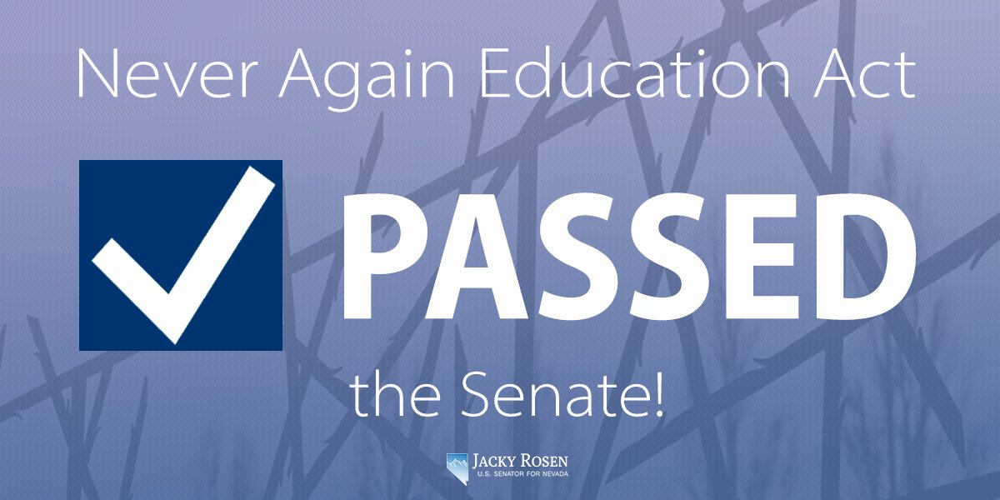 Never Again Education Act
PASSED
the Senate!
JACKY ROSEN
U.S. SENATOR FOR NEVADA